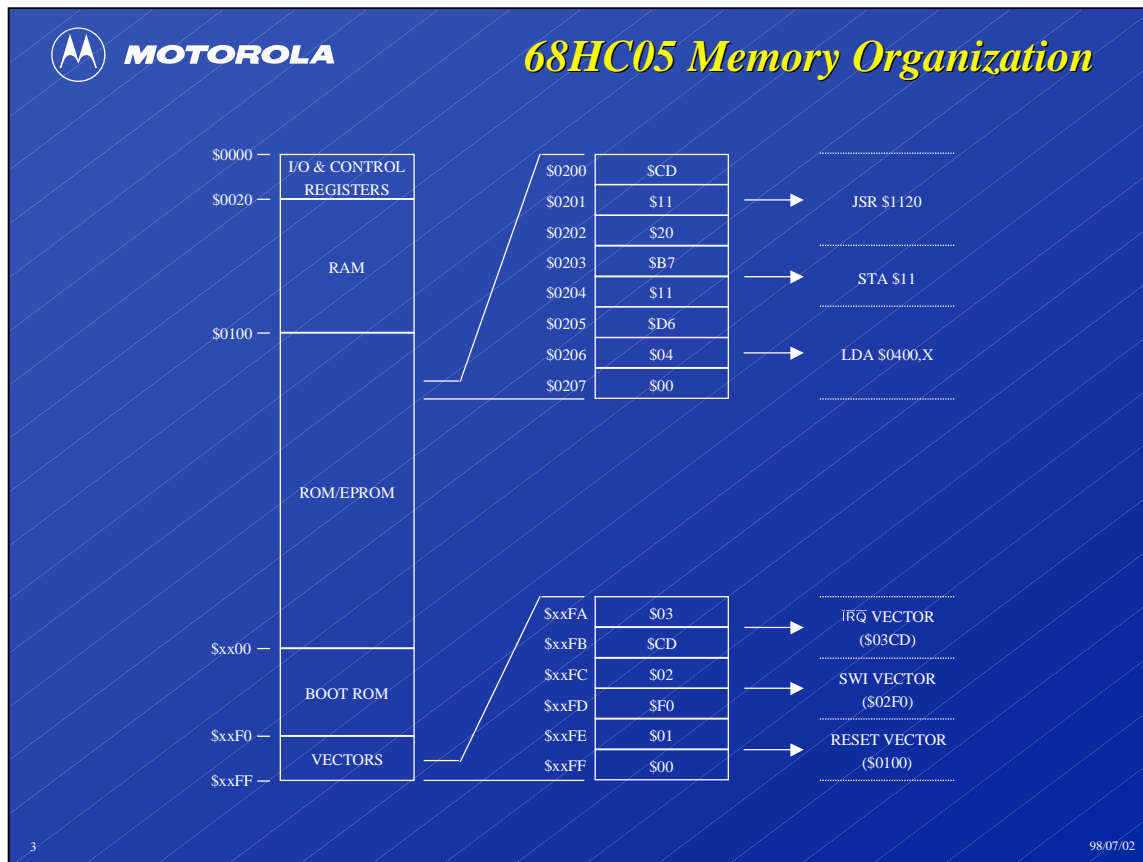 MOTOROLA
68HC05 Memory Organization
$0000
I/O & CONTROL
REGISTERS
$0020
RAM
$0100
ROM/EPROM
$xx00
BOOT ROM
$xxF0
VECTORS
$xxFF
$0200 $CD
$0201 $11
$0202 $20
$0203 $B7
$0204 $11
$0205 $D6
$0206 $04
$0207 $00
JSR $1120
STA $11
LDA $0400,X
$xxFA $03
$xxFB $CD
$xxFC $02
$xxFD $F0
$xxFE $01
$xxFF $00
IRQ VECTOR
($03CD)
SWI VECTOR
($02F0)
RESET VECTOR
($0100)
3
98/07/02